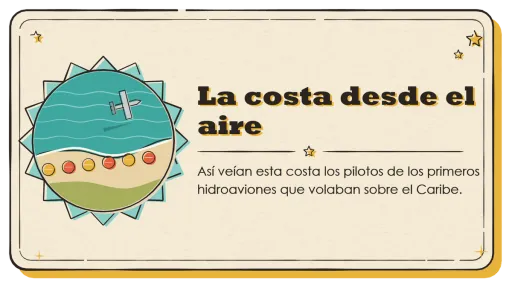 La costa desde el
aire
Así veían esta costa los pilotos de los primeros
hidroaviones que volaban sobre el Caribe.